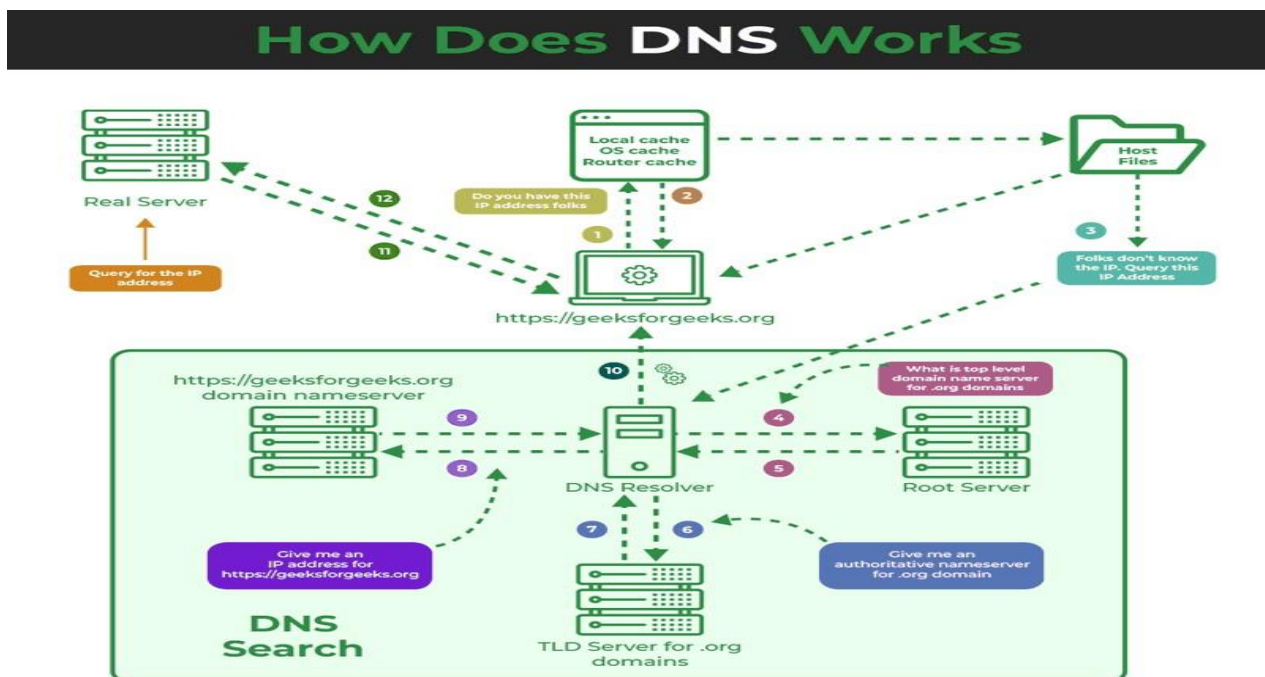 How Does DNS Works
Local cache
OS cache
Router cache
Host
Files
Real Server
12
Do you have this
IP address folks
2
1
3
11
Query for the IP
address
Folks don't know
the IP. Query this
IP Address
https://geeksforgeeks.org
10
What is top level
domain name server
for .org domains
https://geeksforgeeks.org
domain nameserver
9
4
8
5
DNS Resolver
Root Server
7
6
Give me an
IP address for
https://geeksforgeeks.org
Give me an
authoritative nameserver
for .org domain
DNS
Search
TLD Server for .org
domains